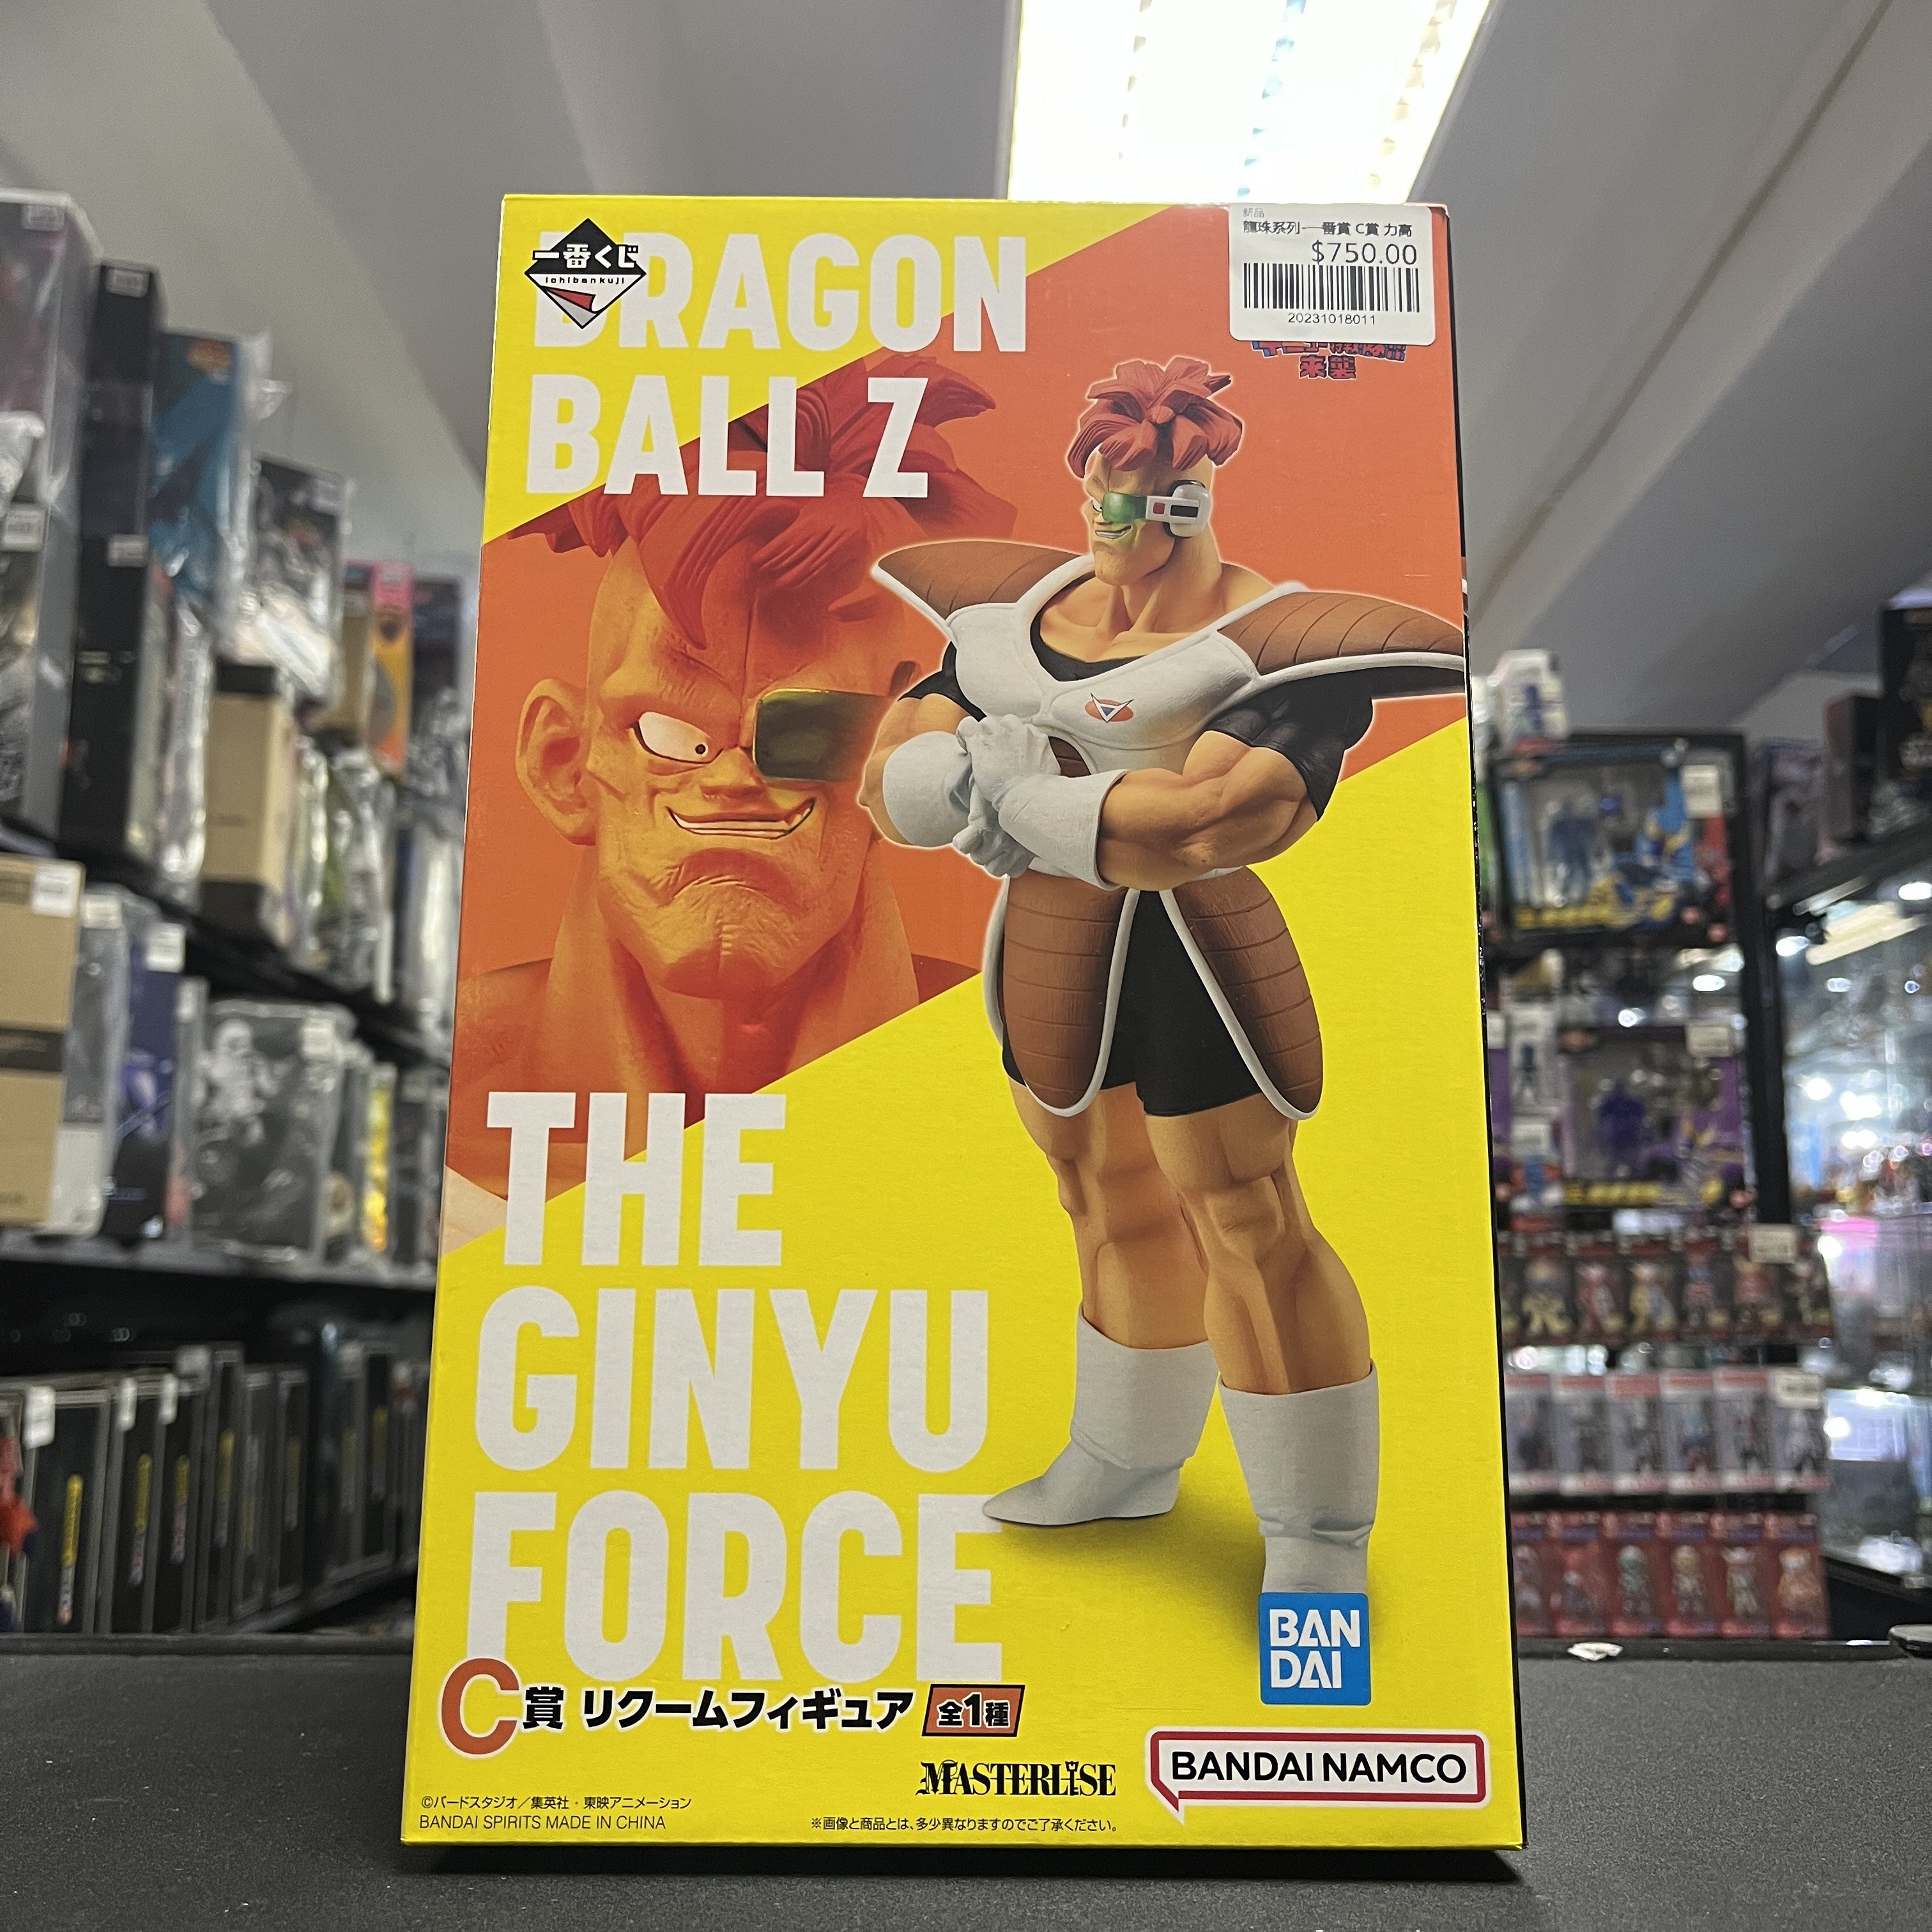 一番くじ
ichibankuji
DRAGON
BALL Z
新品
龍珠系列-一番賞 C賞 力高
$750.00
20231018011
来襲
THE
GINYU
FORCE
C賞 リクームフィギュア 全1種
BAN
DAI
MASTERLISE
BANDAI NAMCO
©バードスタジオ/集英社・東映アニメーション
BANDAI SPIRITS MADE IN CHINA
※画像と商品とは、多少異なりますのでご了承ください。